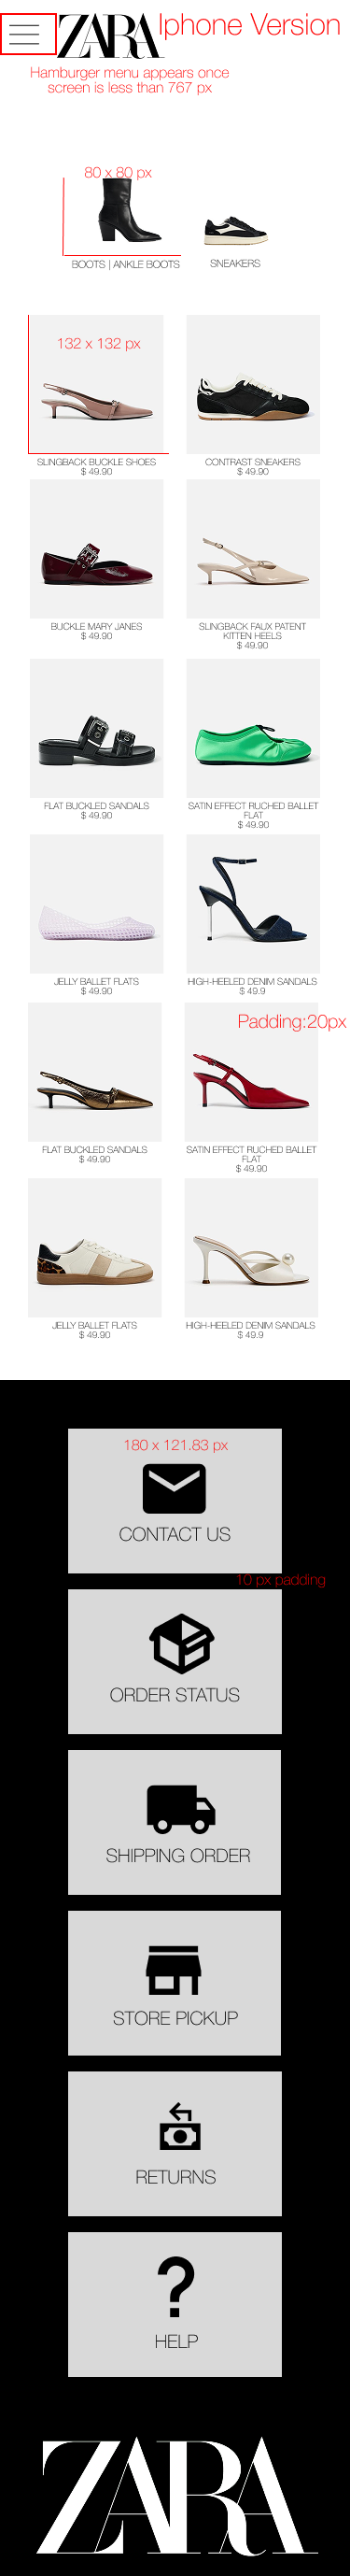 ZARA
Iphone Version
Hamburger menu appears once
screen is less than 767 px
80 x 80 px
BOOTS | ANKLE BOOTS
SNEAKERS
132 x 132 px
SLINGBACK BUCKLE SHOES
$ 49.90
CONTRAST SNEAKERS
$ 49.90
BUCKLE MARY JANES
$ 49.90
SLINGBACK FAUX PATENT
KITTEN HEELS
$ 49.90
FLAT BUCKLED SANDALS
$ 49.90
SATIN EFFECT RUCHED BALLET
FLAT
$ 49.90
JELLY BALLET FLATS
$ 49.90
HIGH-HEELED DENIM SANDALS
$ 49.9
Padding:20px
FLAT BUCKLED SANDALS
$ 49.90
SATIN EFFECT RUCHED BALLET
FLAT
$ 49.90
JELLY BALLET FLATS
$ 49.90
HIGH-HEELED DENIM SANDALS
$ 49.9
180 x 121.83 px
CONTACT US
10 px padding
ORDER STATUS
SHIPPING ORDER
STORE PICKUP
RETURNS
?
HELP
ZARA